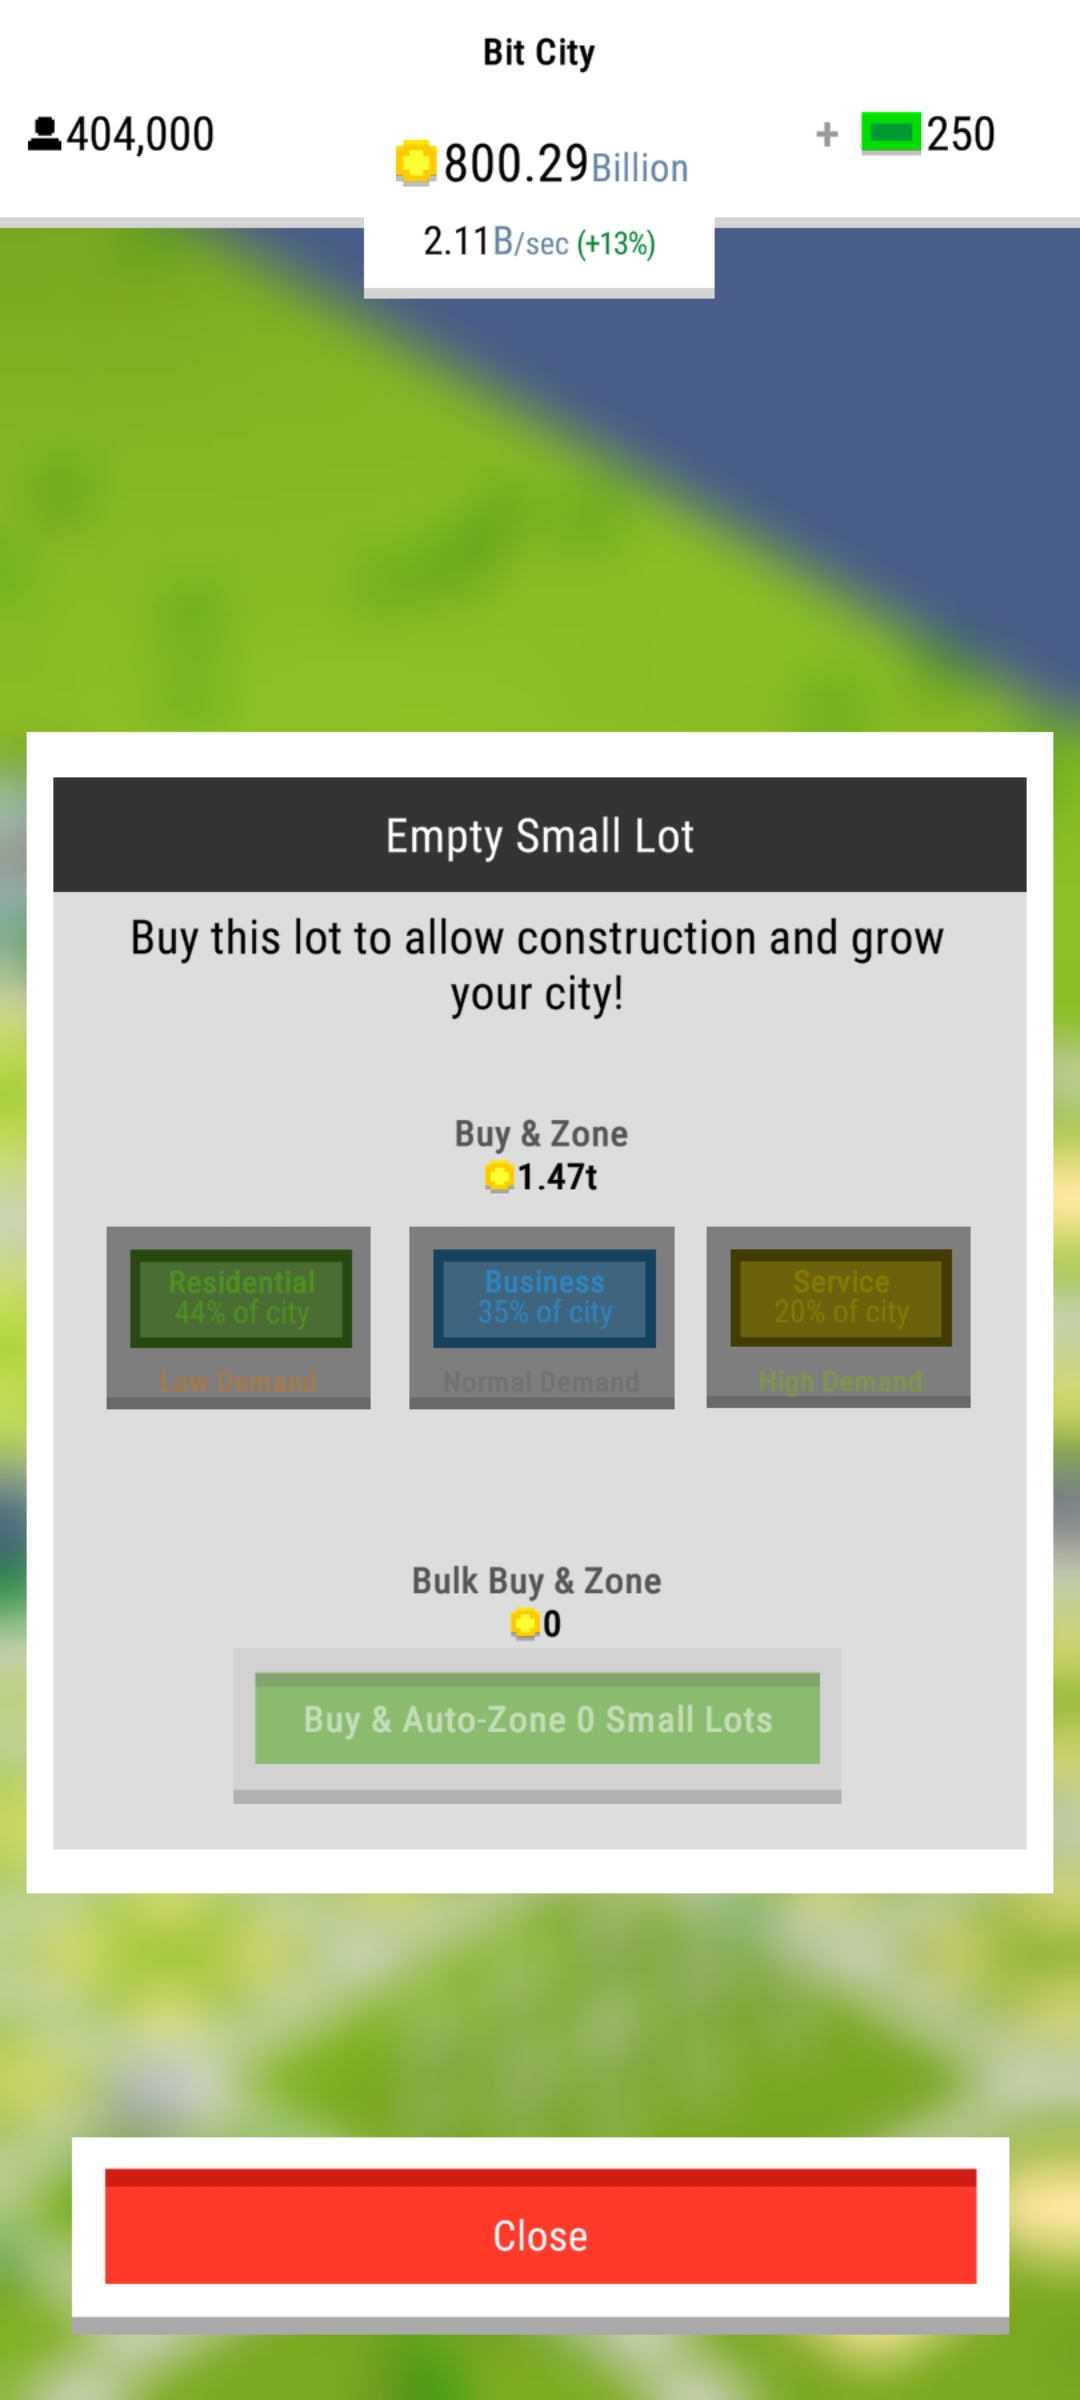 Bit City
404,000
800.29Billion
+ 250
2.11B/sec (+13%)
Empty Small Lot
Buy this lot to allow construction and grow
your city!
Buy & Zone
1.47t
Residential
44% of city
Low Demand
Business
35% of city
Normal Demand
Service
20% of city
High Demand
Bulk Buy & Zone
0
Buy & Auto-Zone 0 Small Lots
Close